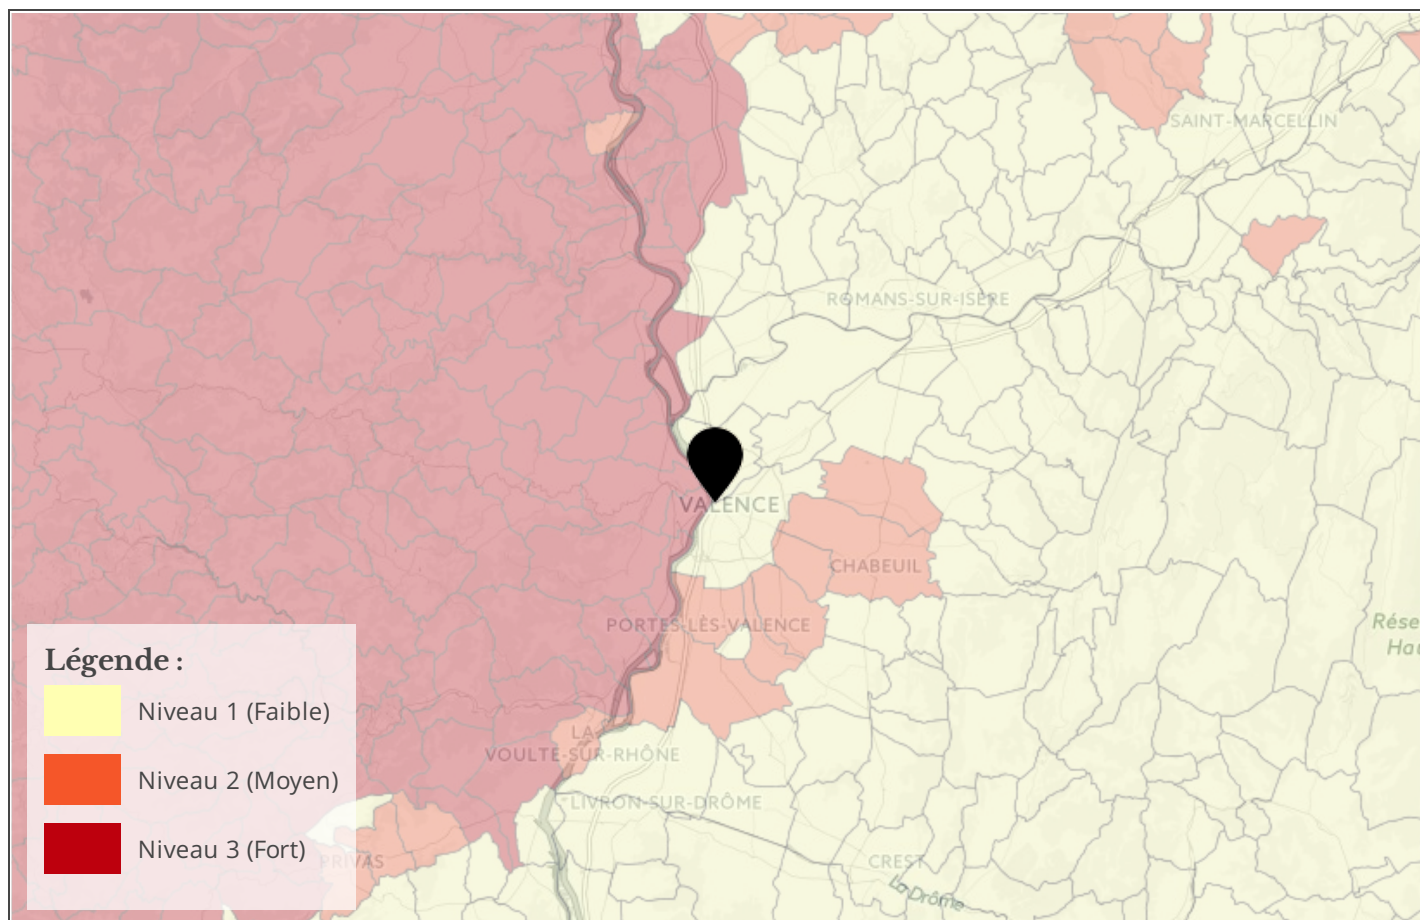 SAINT-MARCELLIN
ROMANS-SUR-ISÈRE
VALENCE
CHABEUIL
PORTES-LÈS-VALENCE
Rése
Hau
LA
VOULTE-SUR-RHÔNE
LIVRON-SUR-DRÔME
PRIVAS
CREST
La Drôme
Légende :
Niveau 1 (Faible)
Niveau 2 (Moyen)
Niveau 3 (Fort)